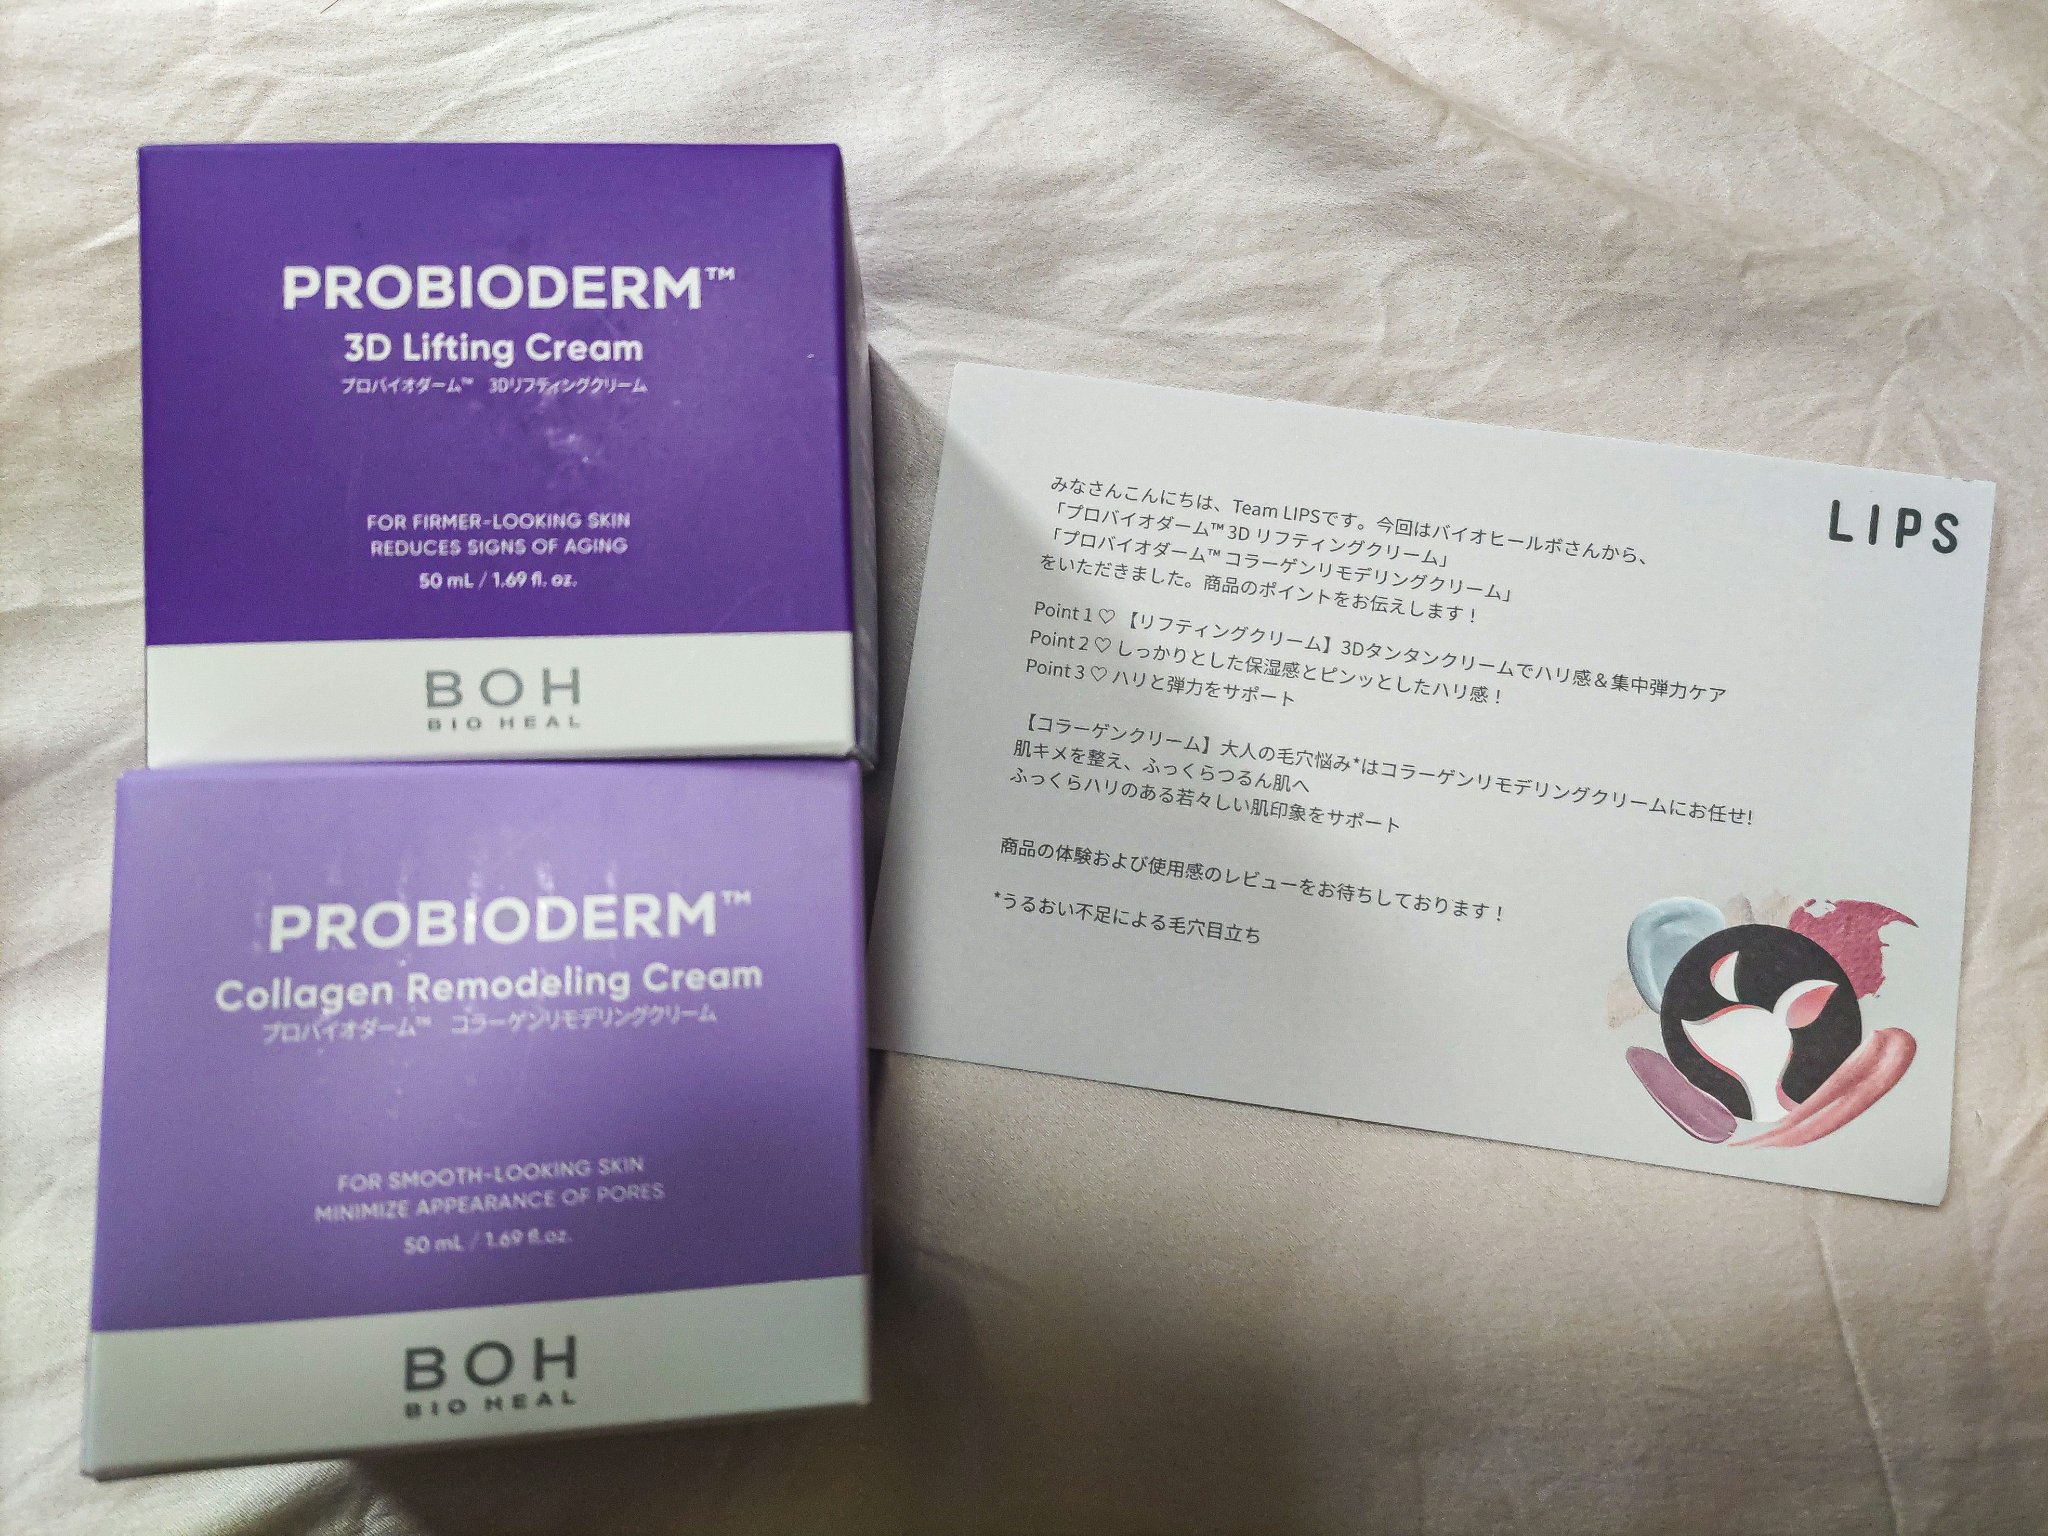 PROBIODERM™
3D Lifting Cream
プロバイオダーム™ 3Dリフティングクリーム
FOR FIRMER-LOOKING SKIN
REDUCES SIGNS OF AGING
50 mL / 1.69 fl. oz.
BOH
BIO HEAL
PROBIODERM™
Collagen Remodeling Cream
プロバイオダーム™ コラーゲンリモデリングクリーム
FOR SMOOTH-LOOKING SKIN
MINIMIZE APPEARANCE OF PORES
50 mL / 1.69 fl.oz.
BOH
BIO HEAL
LIPS
みなさんこんにちは、Team LIPSです。今回はバイオヒールボさんから、
「プロバイオダーム™ 3D リフティングクリーム」
「プロバイオダーム™ コラーゲンリモデリングクリーム」
をいただきました。商品のポイントをお伝えします！
Point 1 ♡ 【リフティングクリーム】3Dタンタンクリームでハリ感＆集中弾力ケア
Point 2 ♡ しっかりとした保湿感とピンッとしたハリ感！
Point 3 ♡ ハリと弾力をサポート
【コラーゲンクリーム】大人の毛穴悩み*はコラーゲンリモデリングクリームにお任せ!
肌キメを整え、ふっくらつるん肌へ
ふっくらハリのある若々しい肌印象をサポート
商品の体験および使用感のレビューをお待ちしております！
*うるおい不足による毛穴目立ち